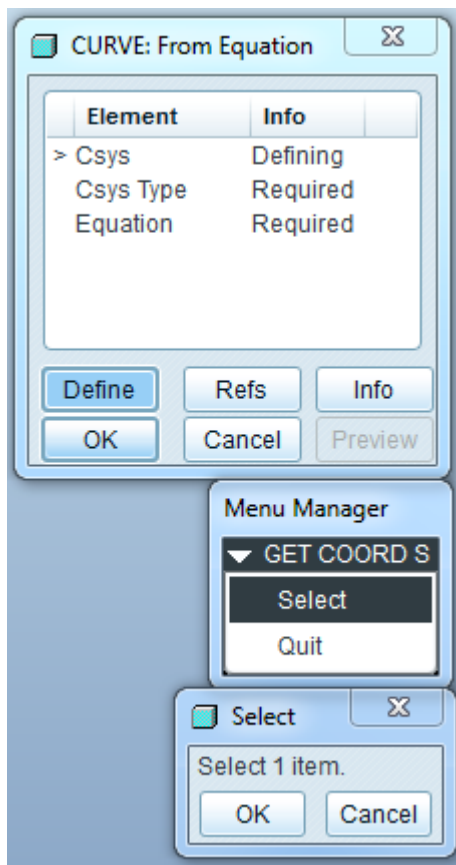 CURVE: From Equation
Element Info
> Csys Defining
Csys Type Required
Equation Required
Define Refs Info
OK Cancel Preview
Menu Manager
GET COORD S
Select
Quit
Select
Select 1 item.
OK Cancel